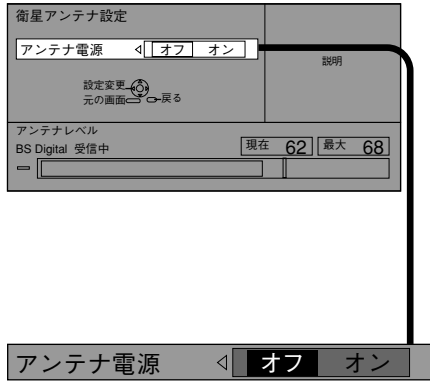 衛星アンテナ設定
アンテナ電源 オフ オン
説明
設定変更
元の画面 戻る
アンテナレベル
BS Digital 受信中 現在 62 最大 68
アンテナ電源 オフ オン